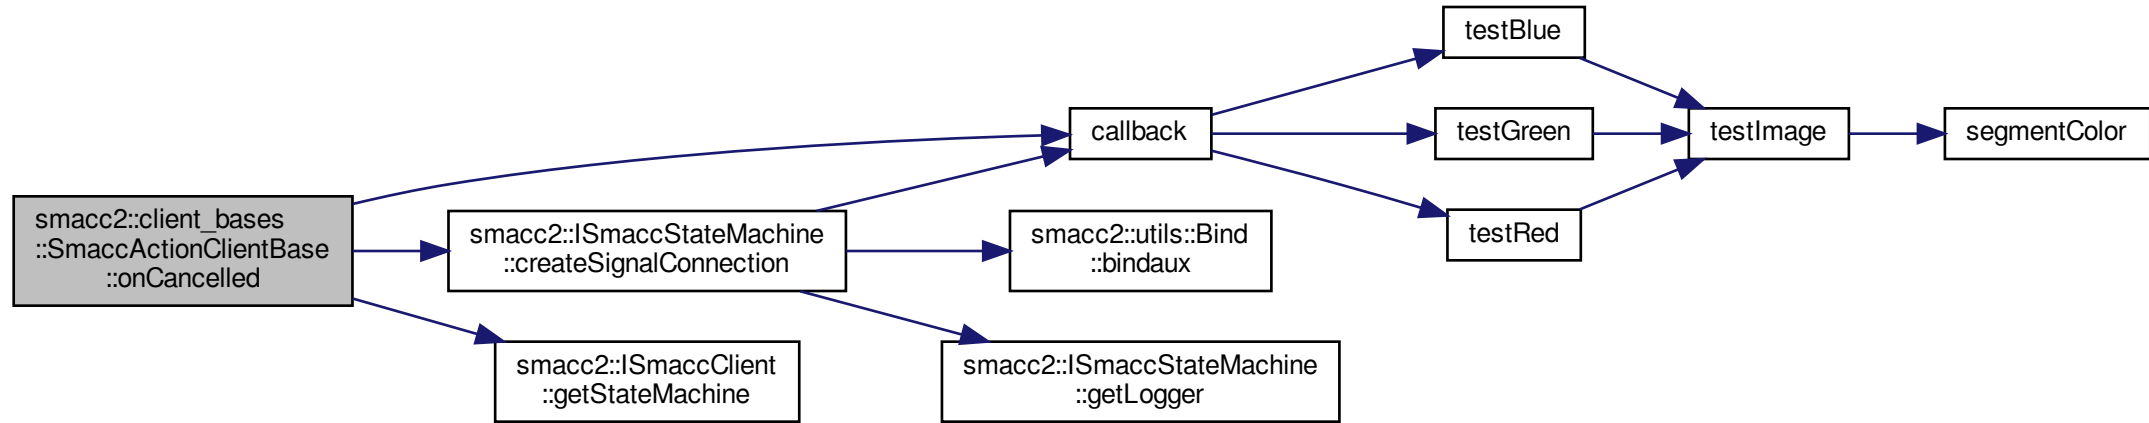 smacc2::client_bases
::SmaccActionClientBase
::onCancelled
smacc2::ISmaccStateMachine
::createSignalConnection
smacc2::ISmaccClient
::getStateMachine
callback
smacc2::utils::Bind
::bindaux
smacc2::ISmaccStateMachine
::getLogger
testBlue
testGreen
testRed
testImage
segmentColor